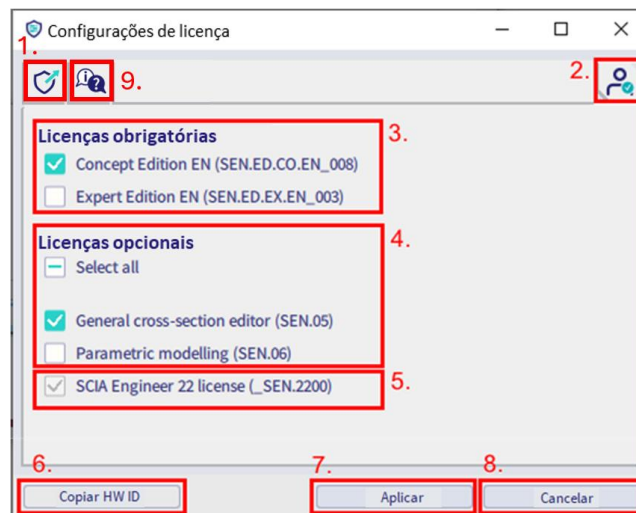 Configurações de licença
1.
9.
2.
Licenças obrigatórias
3.
Concept Edition EN (SEN.ED.CO.EN_008)
Expert Edition EN (SEN.ED.EX.EN_003)
Licenças opcionais
4.
Select all
General cross-section editor (SEN.05)
Parametric modelling (SEN.06)
SCIA Engineer 22 license (_SEN.2200)
5.
6.
7.
8.
Copiar HW ID
Aplicar
Cancelar